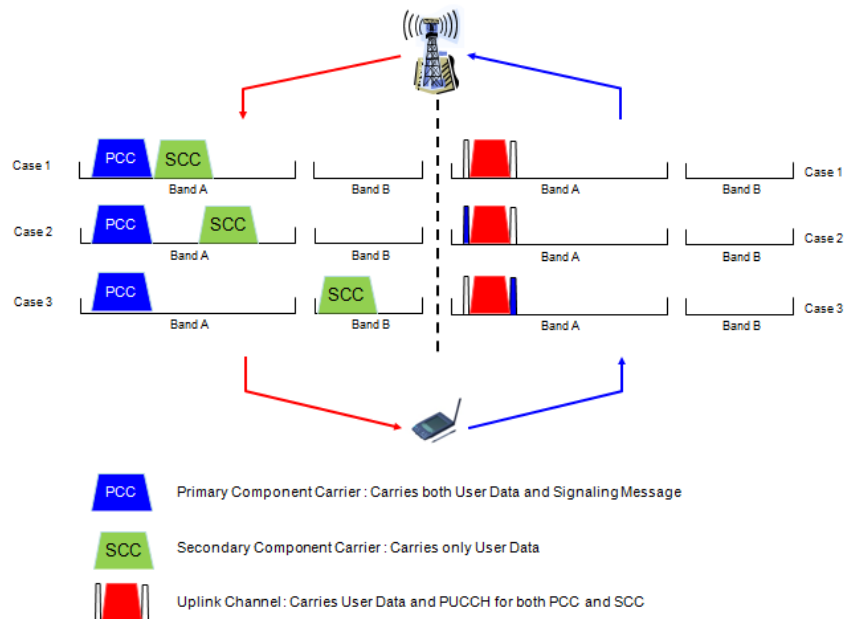 PCC SCC
Case 1 Case 1
Band A Band B Band A Band B
PCC SCC
Case 2 Case 2
Band A Band B Band A Band B
PCC SCC
Case 3 Case 3
Band A Band B Band A Band B
PCC Primary Component Carrier : Carries both User Data and Signaling Message
SCC Secondary Component Carrier : Carries only User Data
Uplink Channel : Carries User Data and PUCCH for both PCC and SCC